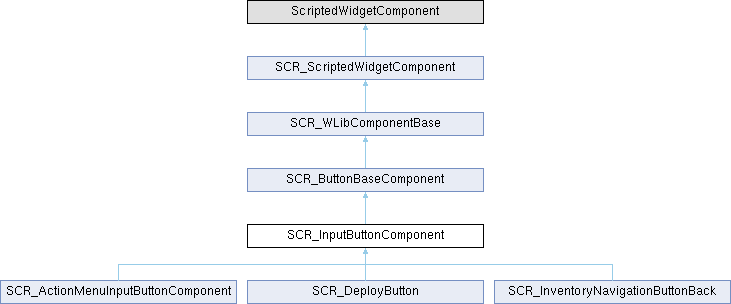 ScriptedWidgetComponent
SCR_ScriptedWidgetComponent
SCR_WLibComponentBase
SCR_ButtonBaseComponent
SCR_InputButtonComponent
SCR_ActionMenuInputButtonComponent
SCR_DeployButton
SCR_InventoryNavigationButtonBack